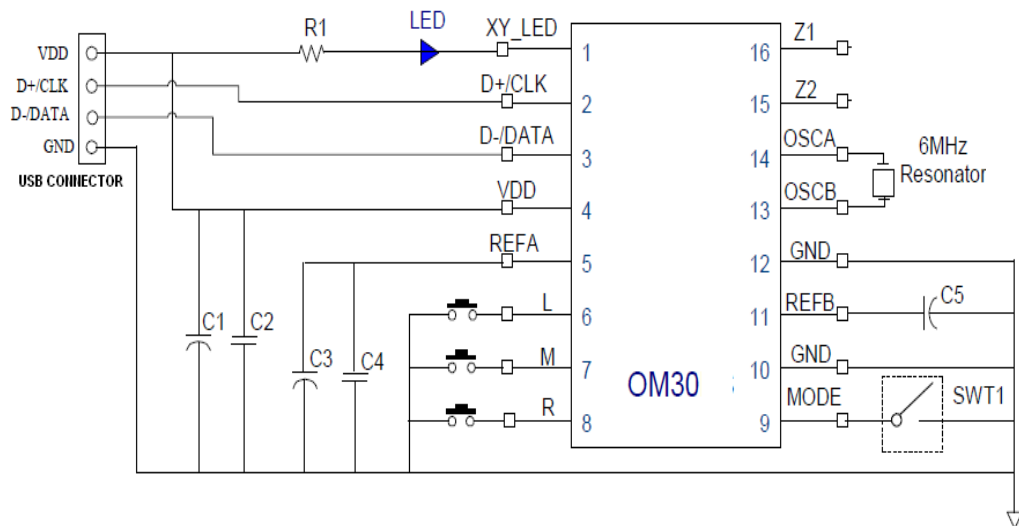 VDD
D+/CLK
D-/DATA
GND
USB CONNECTOR
R1
LED
XY_LED
D+/CLK
D-/DATA
VDD
REFA
L
M
R
C1
C2
C3
C4
1
2
3
4
5
6
7
8
OM30
16
15
14
13
12
11
10
9
Z1
Z2
OSCA
OSCB
GND
REFB
GND
MODE
6MHz
Resonator
C5
SWT1